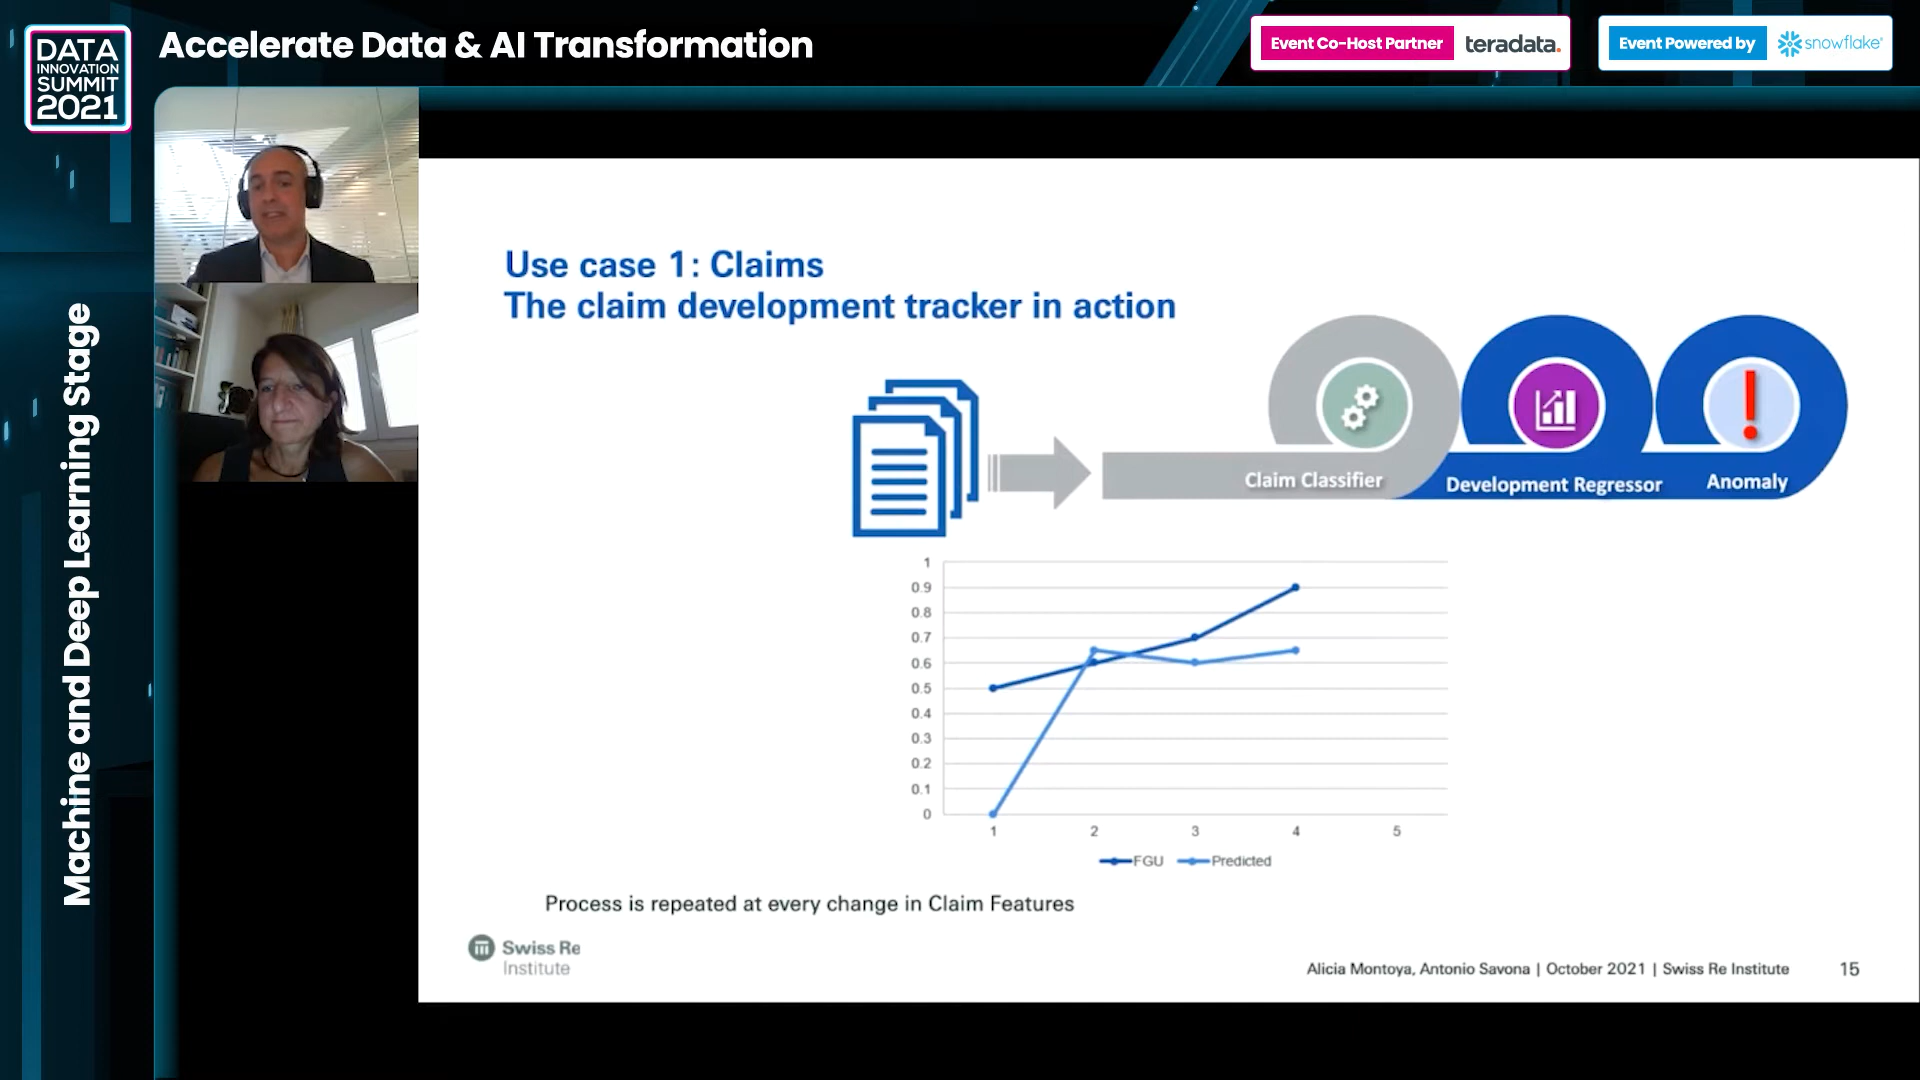 DATA
INNOVATION
SUMMIT
2021
Accelerate Data & AI Transformation
Event Co-Host Partner teradata.
Event Powered by snowflake
Machine and Deep Learning Stage
Use case 1: Claims
The claim development tracker in action
Claim Classifier
Development Regressor
Anomaly
1
0.9
0.8
0.7
0.6
0.5
0.4
0.3
0.2
0.1
0
1 2 3 4 5
FGU Predicted
Process is repeated at every change in Claim Features
Swiss Re
Institute
Alicia Montoya, Antonio Savona | October 2021 | Swiss Re Institute 15